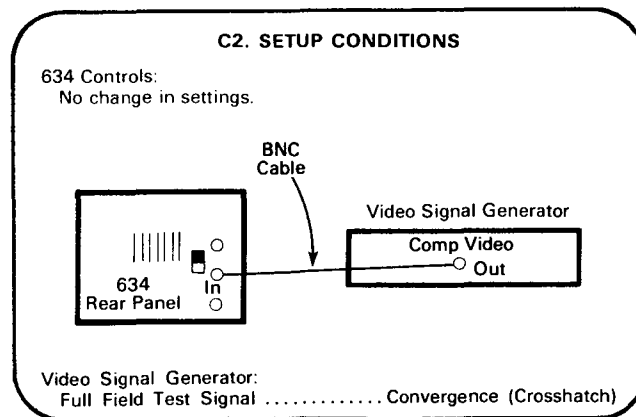 C2. SETUP CONDITIONS
634 Controls:
No change in settings.
BNC
Cable
Video Signal Generator
Comp Video
Out
634
Rear Panel
In
Video Signal Generator:
Full Field Test Signal ............. Convergence (Crosshatch)